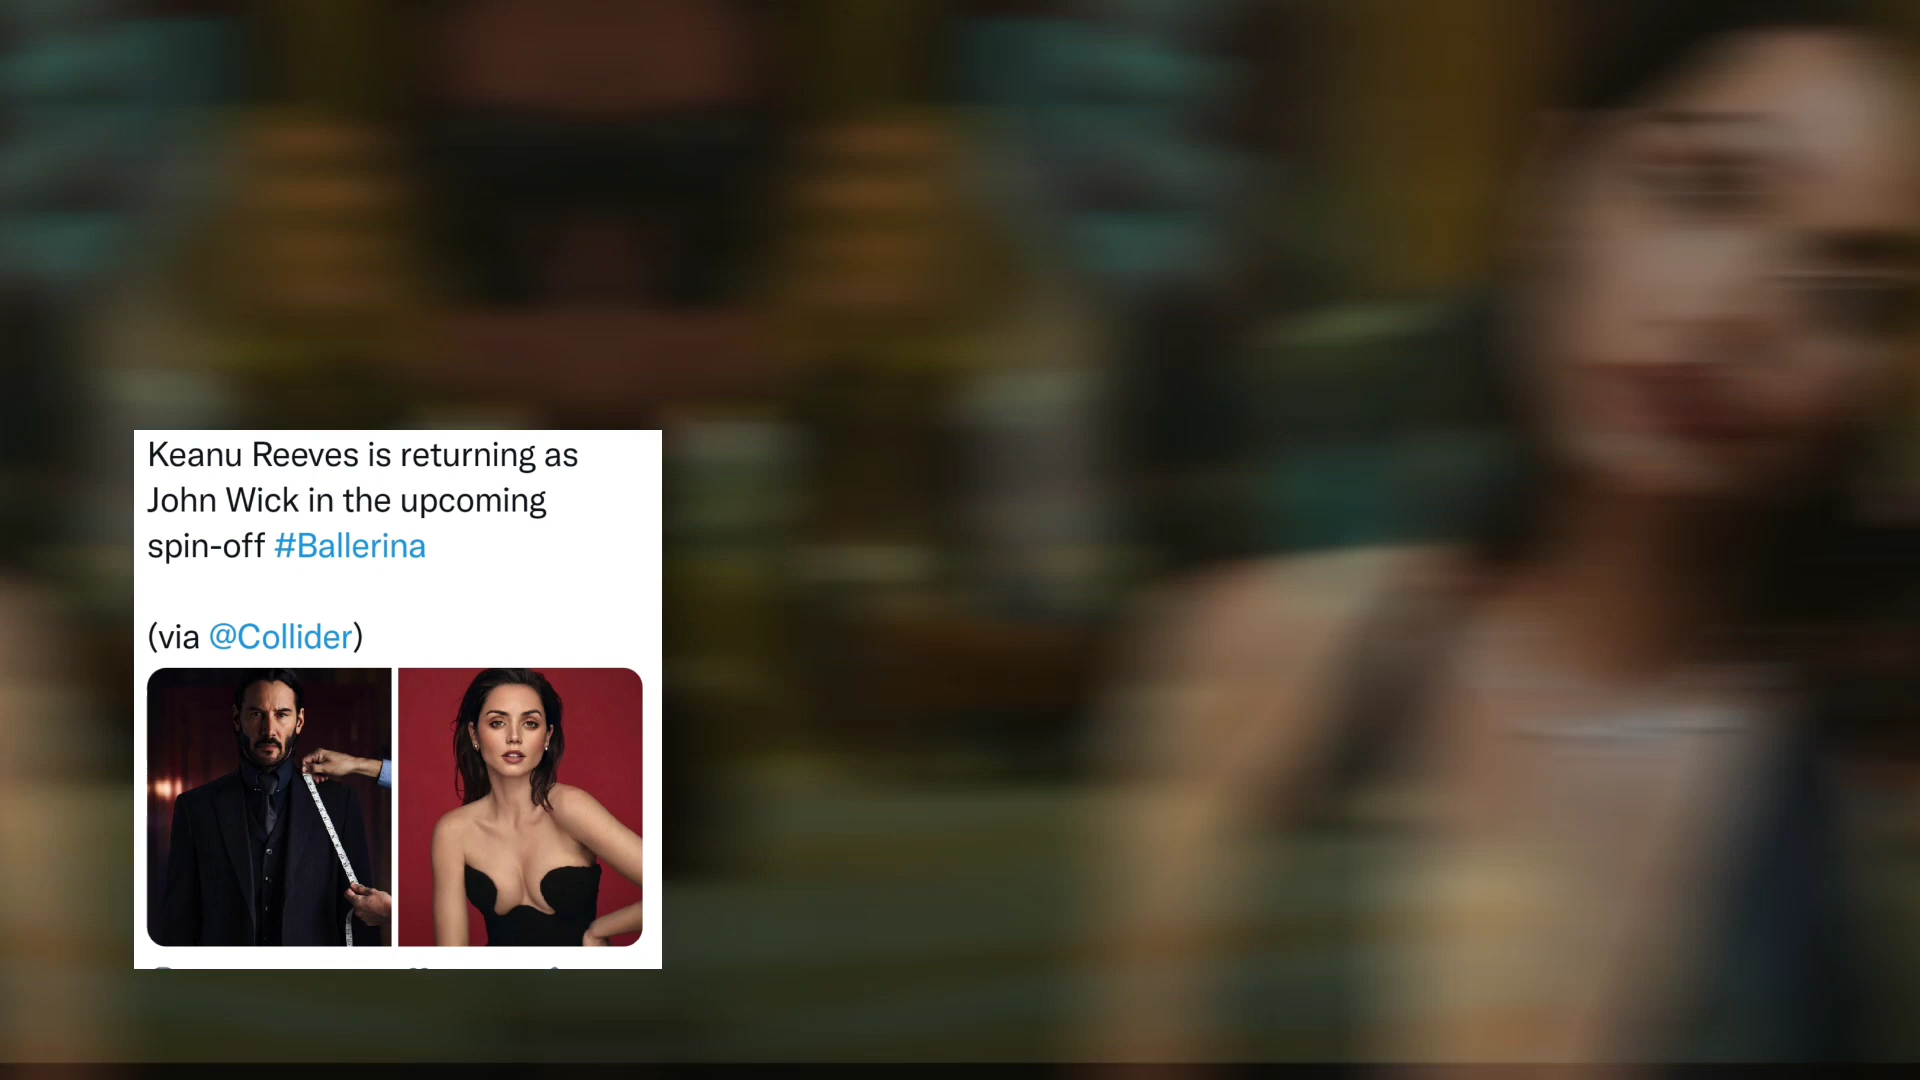 Keanu Reeves is returning as
John Wick in the upcoming
spin-off #Ballerina
(via @Collider)